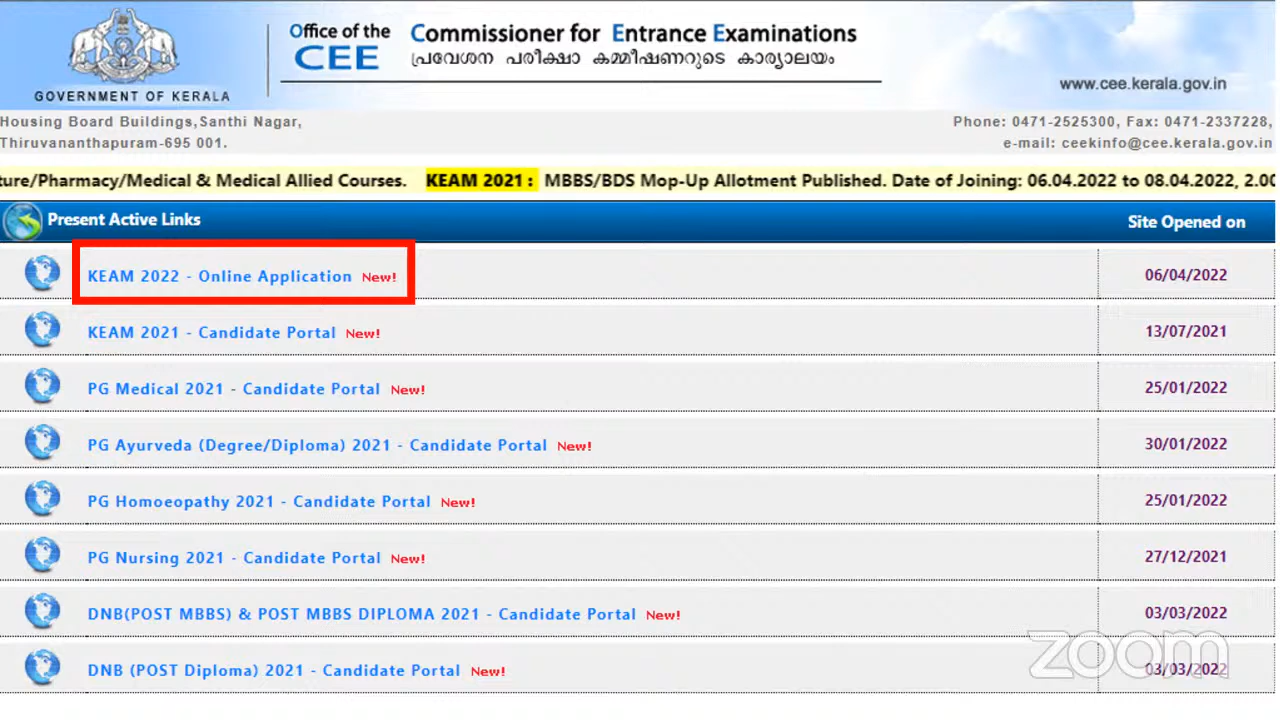 Office of the
CEE
Commissioner for Entrance Examinations
പ്രവേശന പരീക്ഷാ കമ്മീഷണറുടെ കാര്യാലയം
GOVERNMENT OF KERALA
www.cee.kerala.gov.in
Housing Board Buildings,Santhi Nagar,
Thiruvananthapuram-695 001.
Phone: 0471-2525300, Fax: 0471-2337228,
e-mail: ceekinfo@cee.kerala.gov.in
ture/Pharmacy/Medical & Medical Allied Courses. KEAM 2021 : MBBS/BDS Mop-Up Allotment Published. Date of Joining: 06.04.2022 to 08.04.2022, 2.00
Present Active Links Site Opened on
KEAM 2022 - Online Application New! 06/04/2022
KEAM 2021 - Candidate Portal New! 13/07/2021
PG Medical 2021 - Candidate Portal New! 25/01/2022
PG Ayurveda (Degree/Diploma) 2021 - Candidate Portal New! 30/01/2022
PG Homoeopathy 2021 - Candidate Portal New! 25/01/2022
PG Nursing 2021 - Candidate Portal New! 27/12/2021
DNB(POST MBBS) & POST MBBS DIPLOMA 2021 - Candidate Portal New! 03/03/2022
DNB (POST Diploma) 2021 - Candidate Portal New! 03/03/2022
zoom